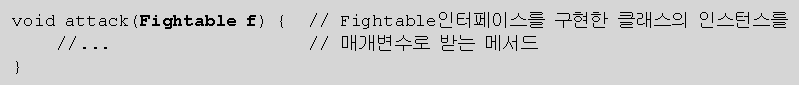 void attack(Fightable f) {  // Fightable인터페이스를 구현한 클래스의 인스턴스를
    //...                  // 매개변수로 받는 메서드
}